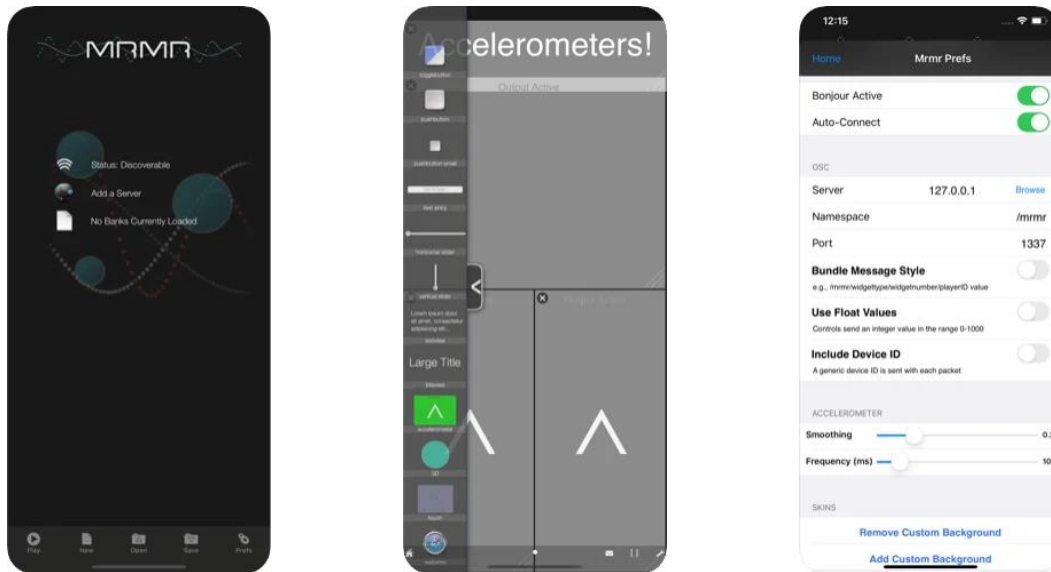 MRMR
Status: Discoverable
Add a Server
No Banks Currently Loaded
Play
New
Open
Save
Prefs
Accelerometers!
togglebutton
Output Active
pushbutton
pushbutton small
text entry
horizontal slider
vertical slider
Lorem ipsum dolor
sit amet, consectetur
adipisicing elit...
Large Title
titleview
accelerometer
3D
touch
12:15
Home
Mrmr Prefs
Bonjour Active
Auto-Connect
OSC
Server 127.0.0.1 Browse
Namespace /mrmr
Port 1337
Bundle Message Style
e.g., /mrmr/widgettype/widgetnumber/playerID value
Use Float Values
Controls send an integer value in the range 0-1000
Include Device ID
A generic device ID is sent with each packet
ACCELEROMETER
Smoothing
Frequency (ms) 10
SKINS
Remove Custom Background
Add Custom Background